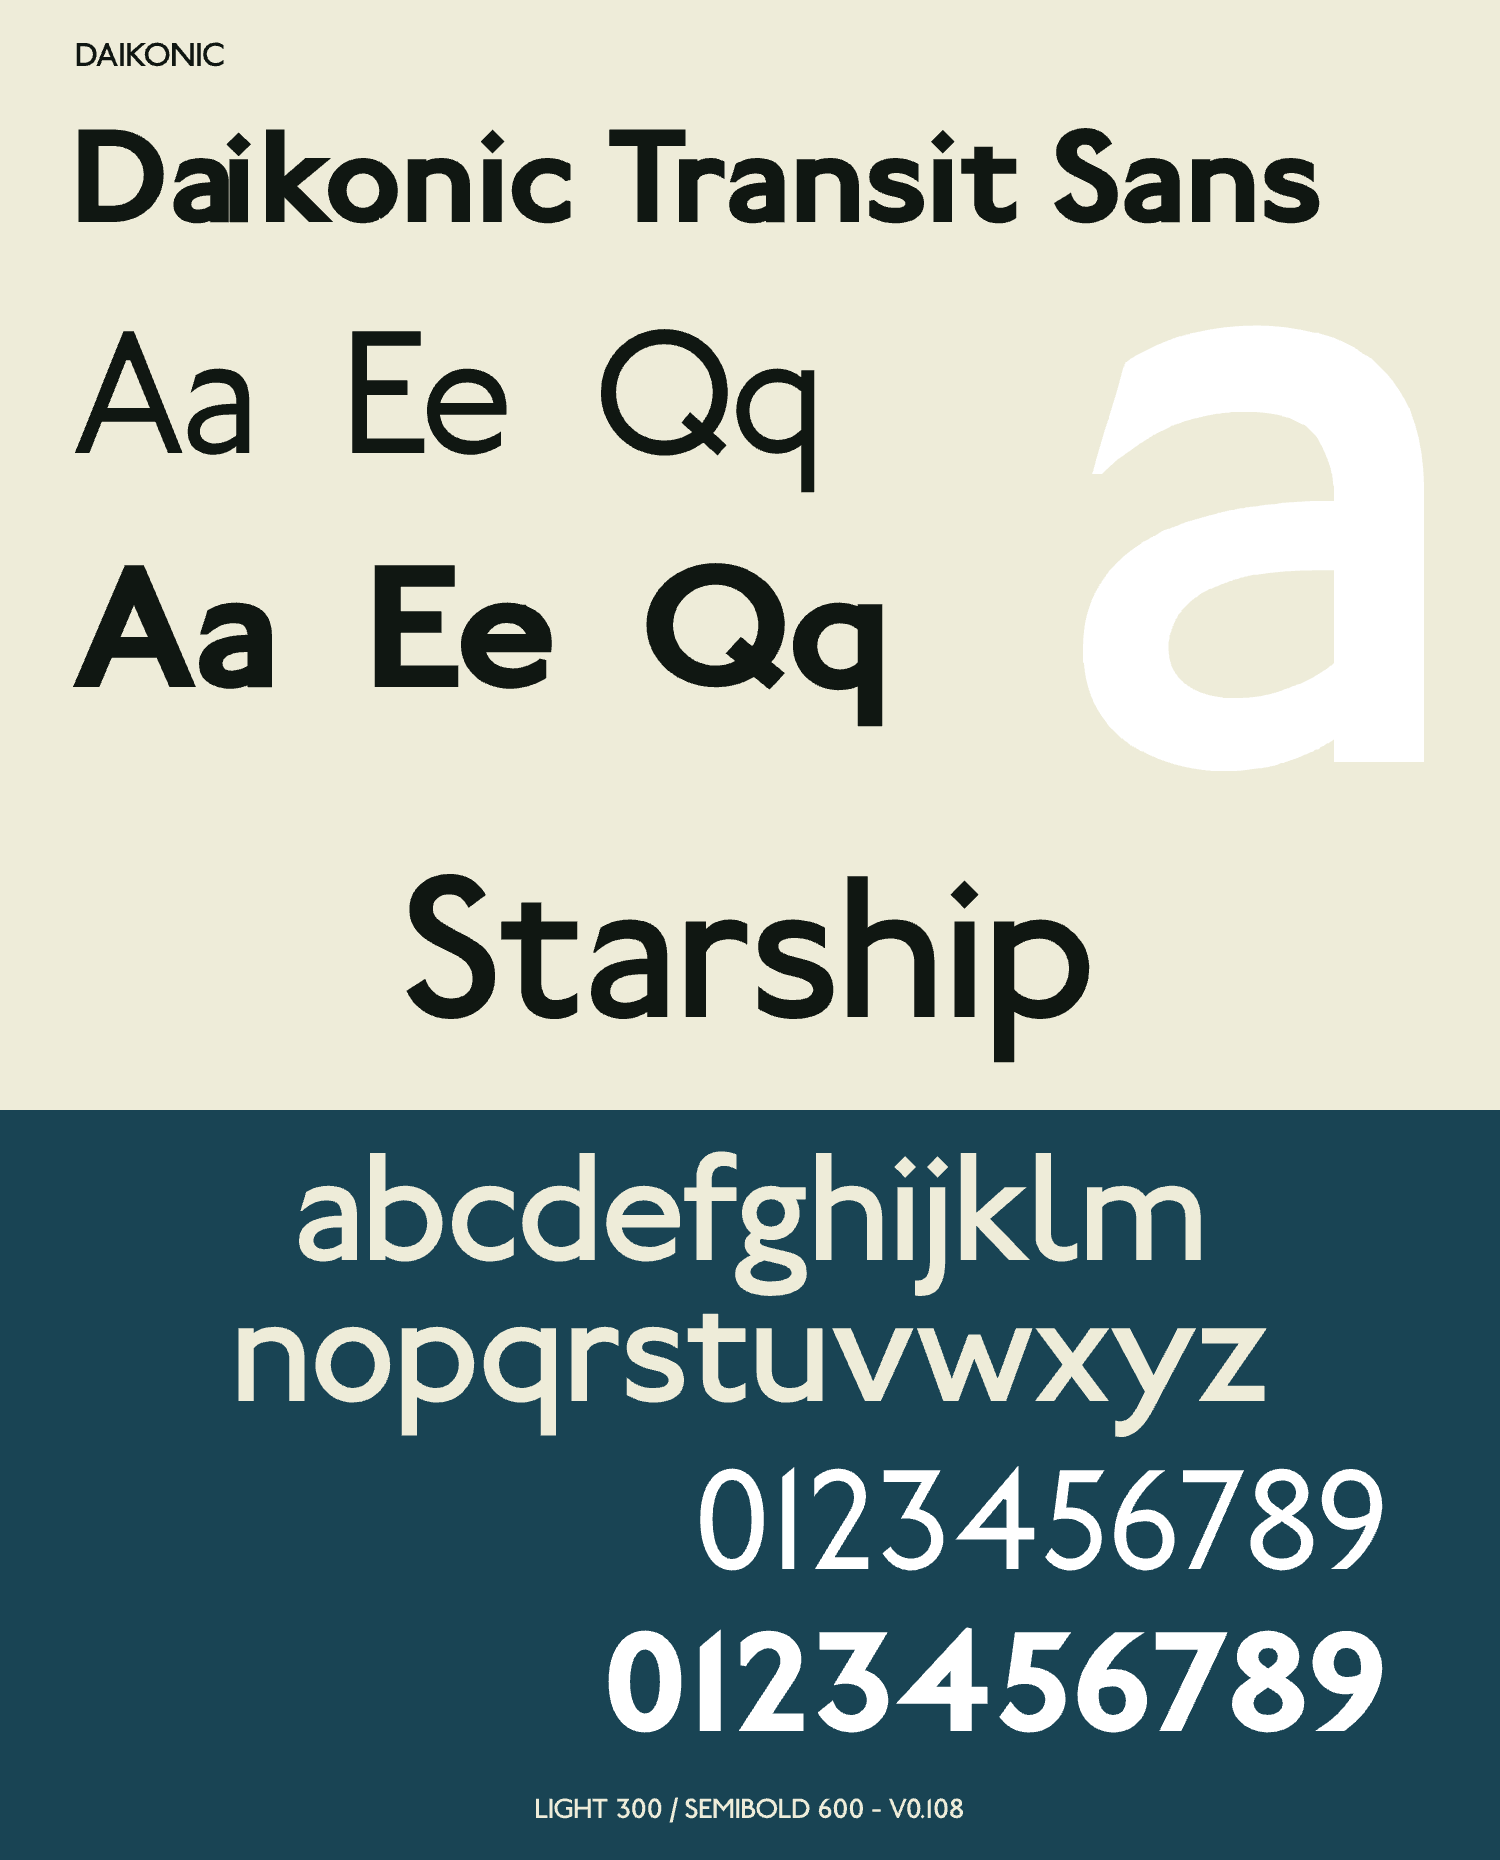 DAIKONIC
Daikonic Transit Sans
Aa Ee Qq
a
Aa Ee Qq
Starship
abcdefghijklm
nopqrstuvwxyz
0123456789
0123456789
LIGHT 300 / SEMIBOLD 600 - V0.108